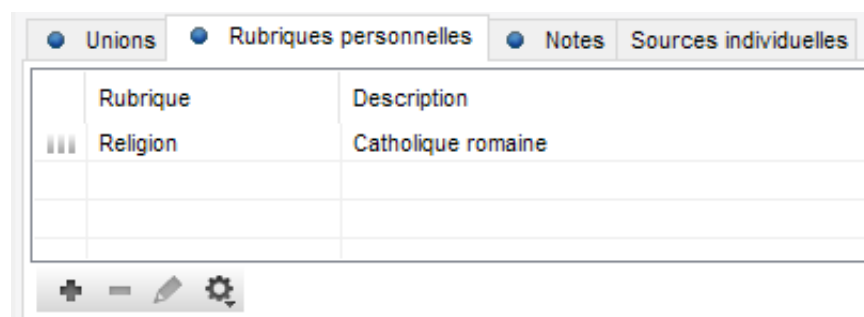 Unions Rubriques personnelles Notes Sources individuelles
Rubrique Description
Religion Catholique romaine